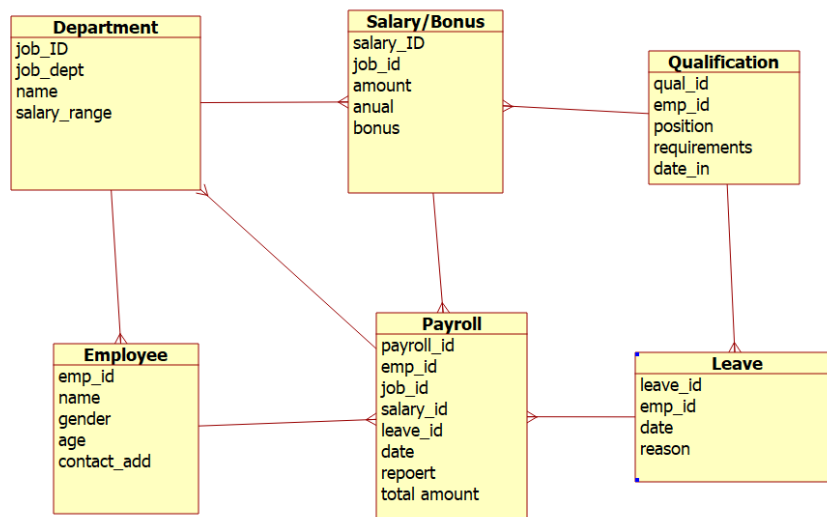 Department
job_ID
job_dept
name
salary_range
Salary/Bonus
salary_ID
job_id
amount
anual
bonus
Qualification
qual_id
emp_id
position
requirements
date_in
Employee
emp_id
name
gender
age
contact_add
Payroll
payroll_id
emp_id
job_id
salary_id
leave_id
date
repoert
total amount
Leave
leave_id
emp_id
date
reason